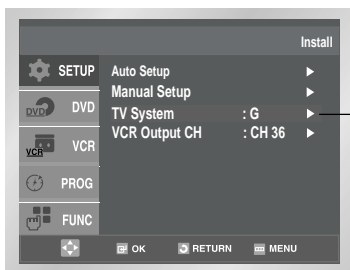 Install
SETUP
DVD
DVD
VCR
VCR
PROG
FUNC
Auto Setup ►
Manual Setup ►
TV System : G ►
VCR Output CH : CH 36 ►
OK RETURN MENU